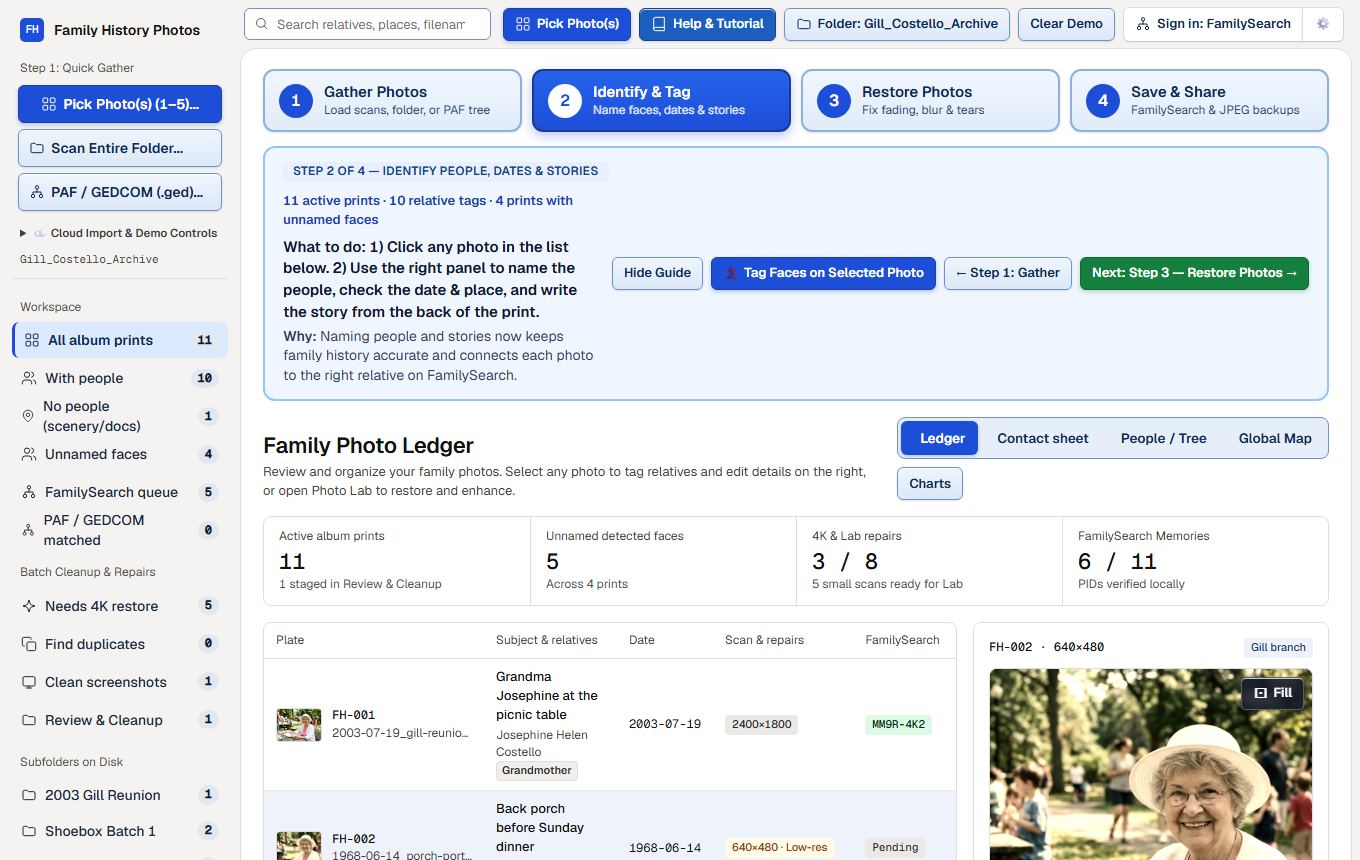 FH
Family History Photos
Step 1: Quick Gather
Pick Photo(s) (1–5)...
Scan Entire Folder...
PAF / GEDCOM (.ged)...
Cloud Import & Demo Controls
Gill_Costello_Archive
Workspace
All album prints 11
With people 10
No people
(scenery/docs) 1
Unnamed faces 4
FamilySearch queue 5
PAF / GEDCOM
matched 0
Batch Cleanup & Repairs
Needs 4K restore 5
Find duplicates 0
Clean screenshots 1
Review & Cleanup 1
Subfolders on Disk
2003 Gill Reunion 1
Shoebox Batch 1 2
Search relatives, places, filenam
Pick Photo(s)
Help & Tutorial
Folder: Gill_Costello_Archive
Clear Demo
Sign in: FamilySearch
1 Gather Photos
Load scans, folder, or PAF tree
2 Identify & Tag
Name faces, dates & stories
3 Restore Photos
Fix fading, blur & tears
4 Save & Share
FamilySearch & JPEG backups
STEP 2 OF 4 — IDENTIFY PEOPLE, DATES & STORIES
11 active prints · 10 relative tags · 4 prints with
unnamed faces
What to do: 1) Click any photo in the list
below. 2) Use the right panel to name the
people, check the date & place, and write
the story from the back of the print.
Why: Naming people and stories now keeps
family history accurate and connects each photo
to the right relative on FamilySearch.
Hide Guide
Tag Faces on Selected Photo
← Step 1: Gather
Next: Step 3 — Restore Photos →
Family Photo Ledger
Review and organize your family photos. Select any photo to tag relatives and edit details on the right,
or open Photo Lab to restore and enhance.
Ledger
Contact sheet
People / Tree
Global Map
Charts
Active album prints
11
1 staged in Review & Cleanup
Unnamed detected faces
5
Across 4 prints
4K & Lab repairs
3 / 8
5 small scans ready for Lab
FamilySearch Memories
6 / 11
PIDs verified locally
Plate Subject & relatives Date Scan & repairs FamilySearch
FH-001
2003-07-19_gill-reunio...
Grandma
Josephine at the
picnic table
Josephine Helen
Costello
Grandmother
2003-07-19
2400×1800
MM9R-4K2
FH-002
1968-06-14_porch-port...
Back porch
before Sunday
dinner
1968-06-14
640×480 · Low-res
Pending
FH-002 · 640×480
Gill branch
Fill